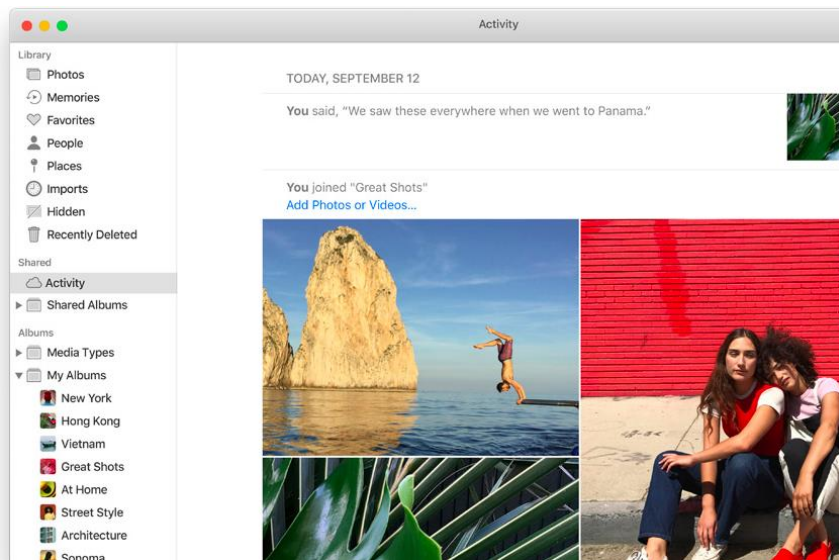 Activity
Library
Photos
Memories
Favorites
People
Places
Imports
Hidden
Recently Deleted
Shared
Activity
Shared Albums
Albums
Media Types
My Albums
New York
Hong Kong
Vietnam
Great Shots
At Home
Street Style
Architecture
Sonoma
TODAY, SEPTEMBER 12
You said, “We saw these everywhere when we went to Panama.”
You joined "Great Shots"
Add Photos or Videos...